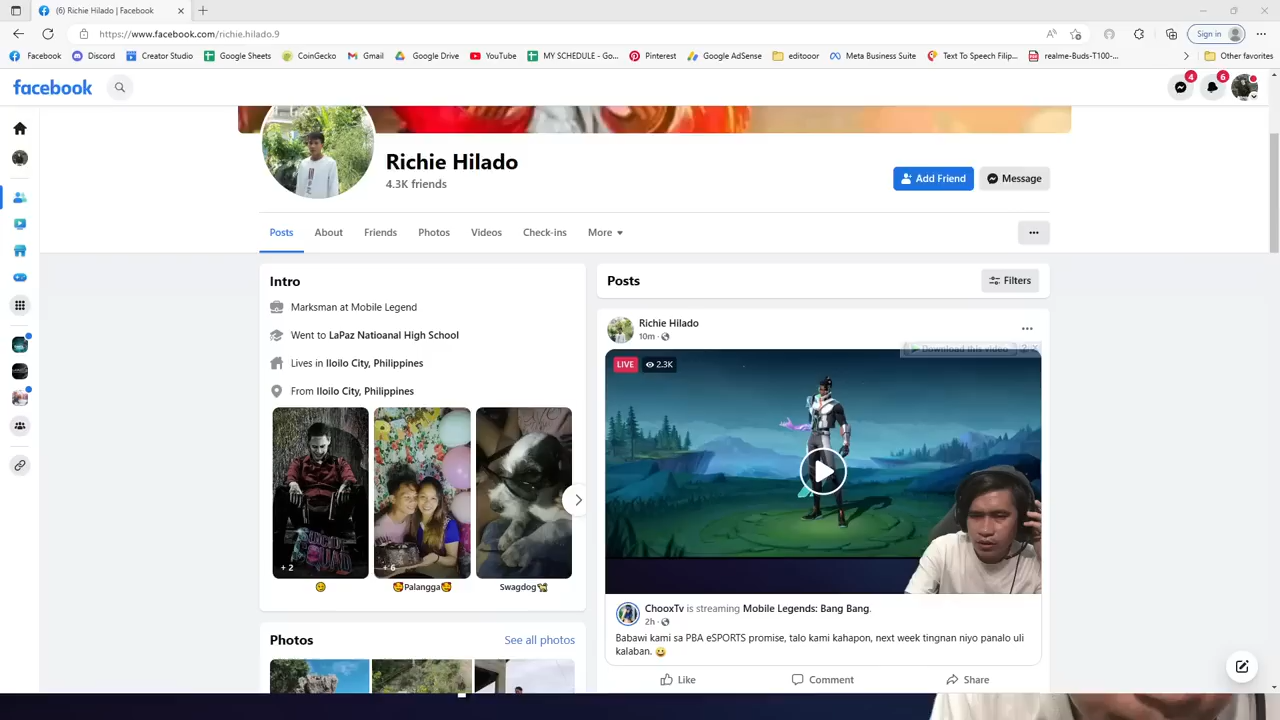 (6) Richie Hilado | Facebook
https://www.facebook.com/richie.hilado.9
Sign in
Facebook
Discord
Creator Studio
Google Sheets
CoinGecko
Gmail
Google Drive
YouTube
MY SCHEDULE - Go...
Pinterest
Google AdSense
editooor
Meta Business Suite
Text To Speech Filip...
realme-Buds-T100-...
Other favorites
facebook
4
6
Richie Hilado
4.3K friends
Add Friend
Message
Posts
About
Friends
Photos
Videos
Check-ins
More
Intro
Marksman at Mobile Legend
Went to LaPaz Natioanal High School
Lives in Iloilo City, Philippines
From Iloilo City, Philippines
+ 2
+ 6
🥰Palangga🥰
Swagdog
Photos
See all photos
Posts
Filters
Richie Hilado
10m ·
Download this video
?
LIVE
2.3K
ChooxTv is streaming Mobile Legends: Bang Bang.
2h ·
Babawi kami sa PBA eSPORTS promise, talo kami kahapon, next week tingnan niyo panalo uli
kalaban. 😀
Like
Comment
Share